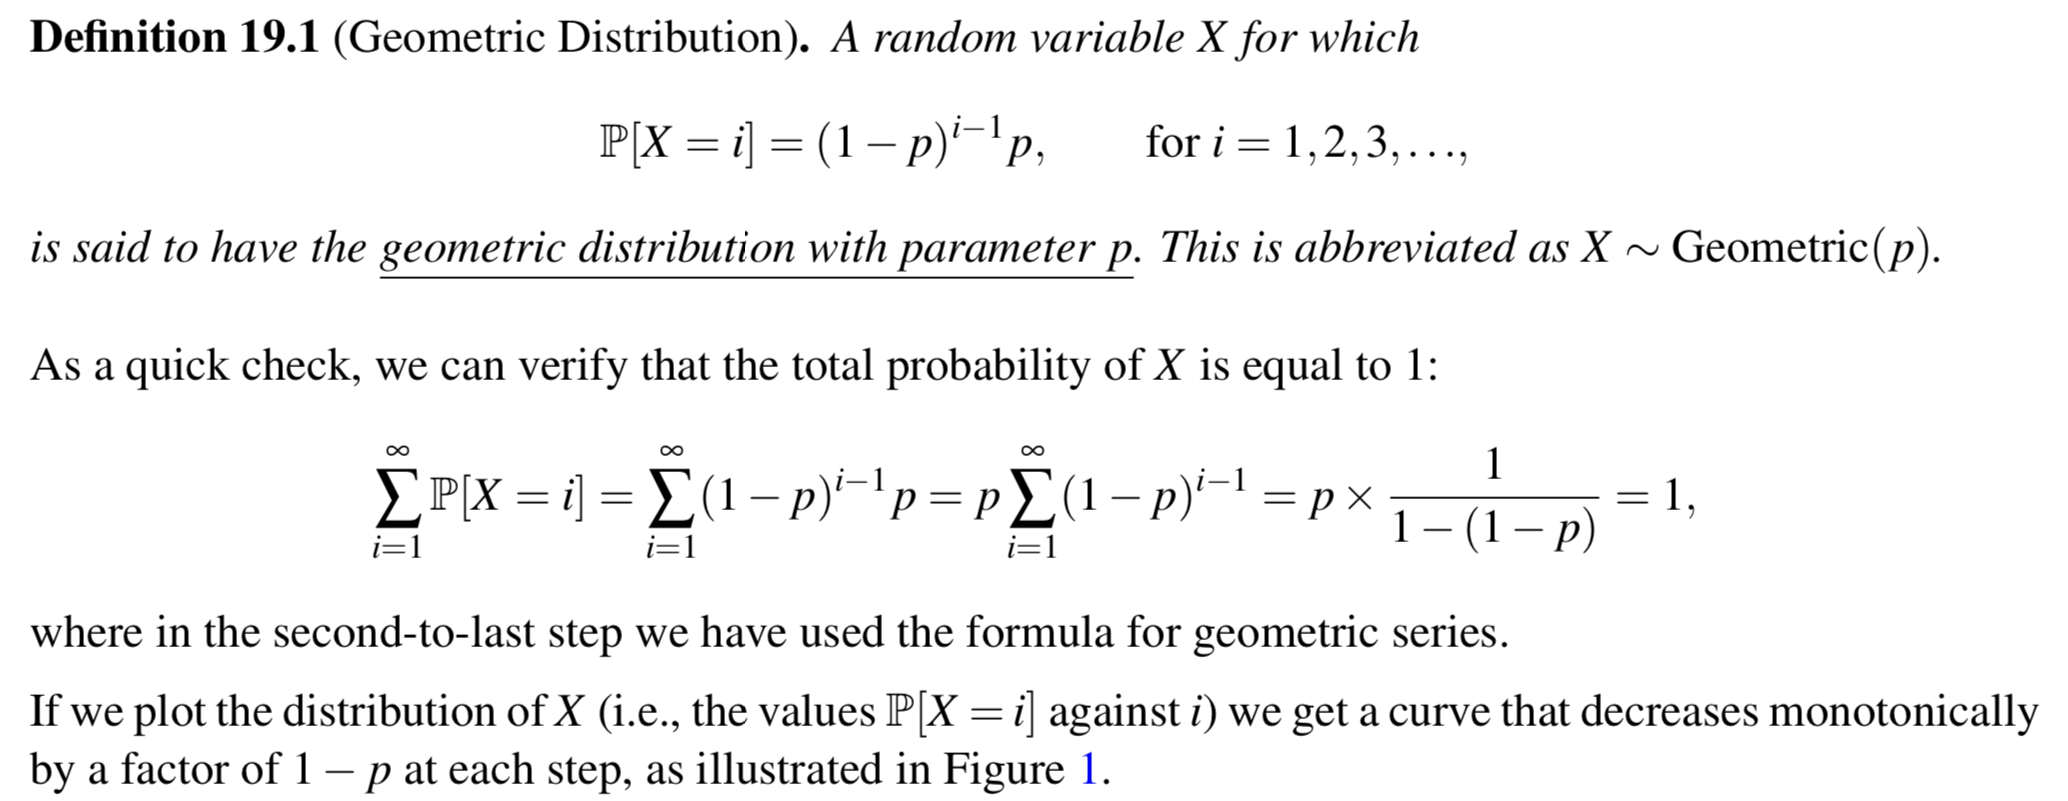 Definition 19.1 (Geometric Distribution). A random variable X for which
ℙ[X = i] = (1 − p)^{i−1} p,    for i = 1,2,3,...,
is said to have the geometric distribution with parameter p. This is abbreviated as X ∼ Geometric(p).
As a quick check, we can verify that the total probability of X is equal to 1:
∑_{i=1}^{∞} ℙ[X = i] = ∑_{i=1}^{∞} (1 − p)^{i−1} p = p ∑_{i=1}^{∞} (1 − p)^{i−1} = p × \frac{1}{1 − (1 − p)} = 1,
where in the second-to-last step we have used the formula for geometric series.
If we plot the distribution of X (i.e., the values ℙ[X = i] against i) we get a curve that decreases monotonically
by a factor of 1 − p at each step, as illustrated in Figure 1.